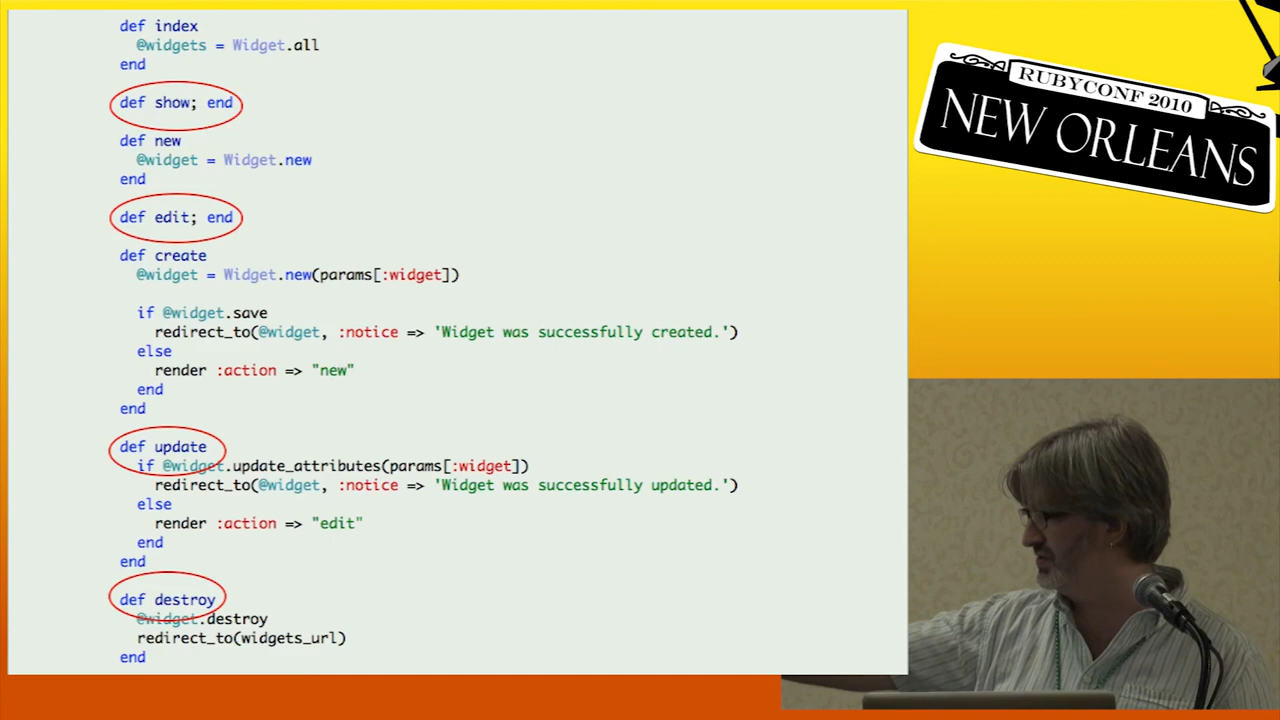 def index
@widgets = Widget.all
end
def show; end
def new
@widget = Widget.new
end
def edit; end
def create
@widget = Widget.new(params[:widget])
if @widget.save
redirect_to(@widget, :notice => 'Widget was successfully created.')
else
render :action => "new"
end
end
def update
if @widget.update_attributes(params[:widget])
redirect_to(@widget, :notice => 'Widget was successfully updated.')
else
render :action => "edit"
end
end
def destroy
@widget.destroy
redirect_to(widgets_url)
end
RUBYCONF 2010
NEW ORLEANS